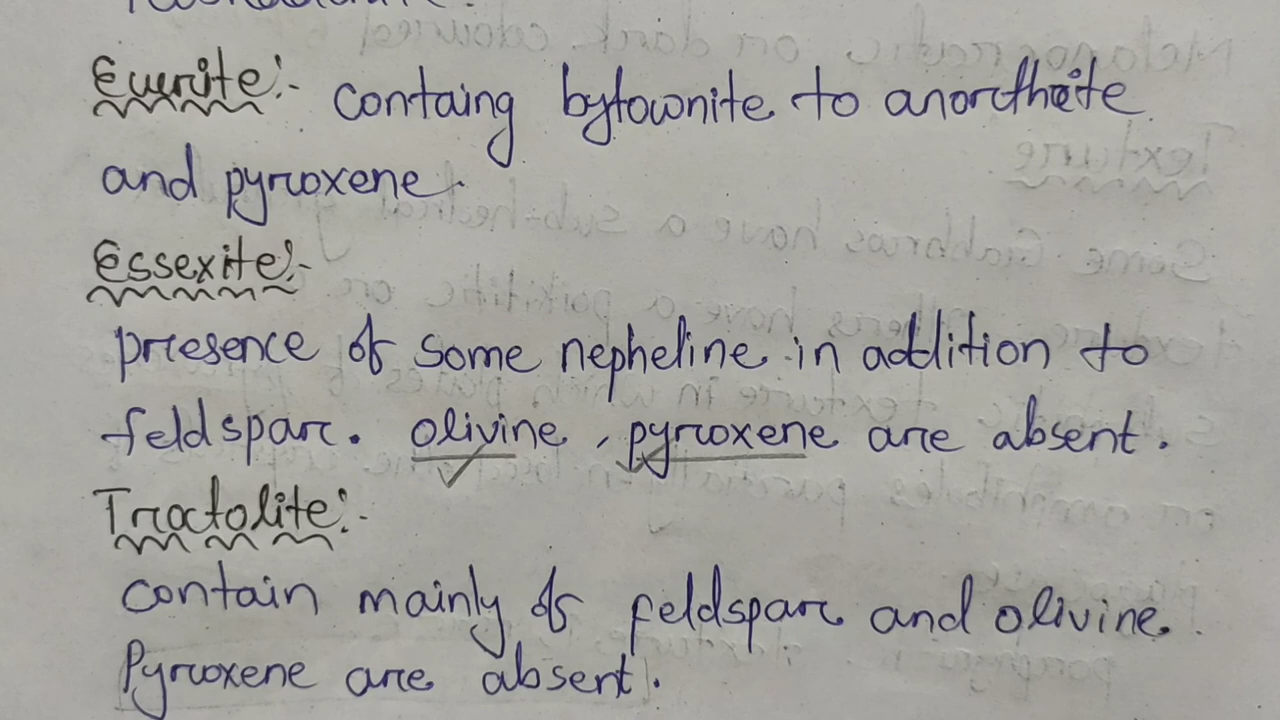 Eucrite:- containg bytownite to anorthite
and pyroxene.
Essexite:-
presence of some nepheline in addition to
feldspar. olivine, pyroxene are absent.
Troctolite:-
contain mainly of feldspar and olivine.
Pyroxene are absent.